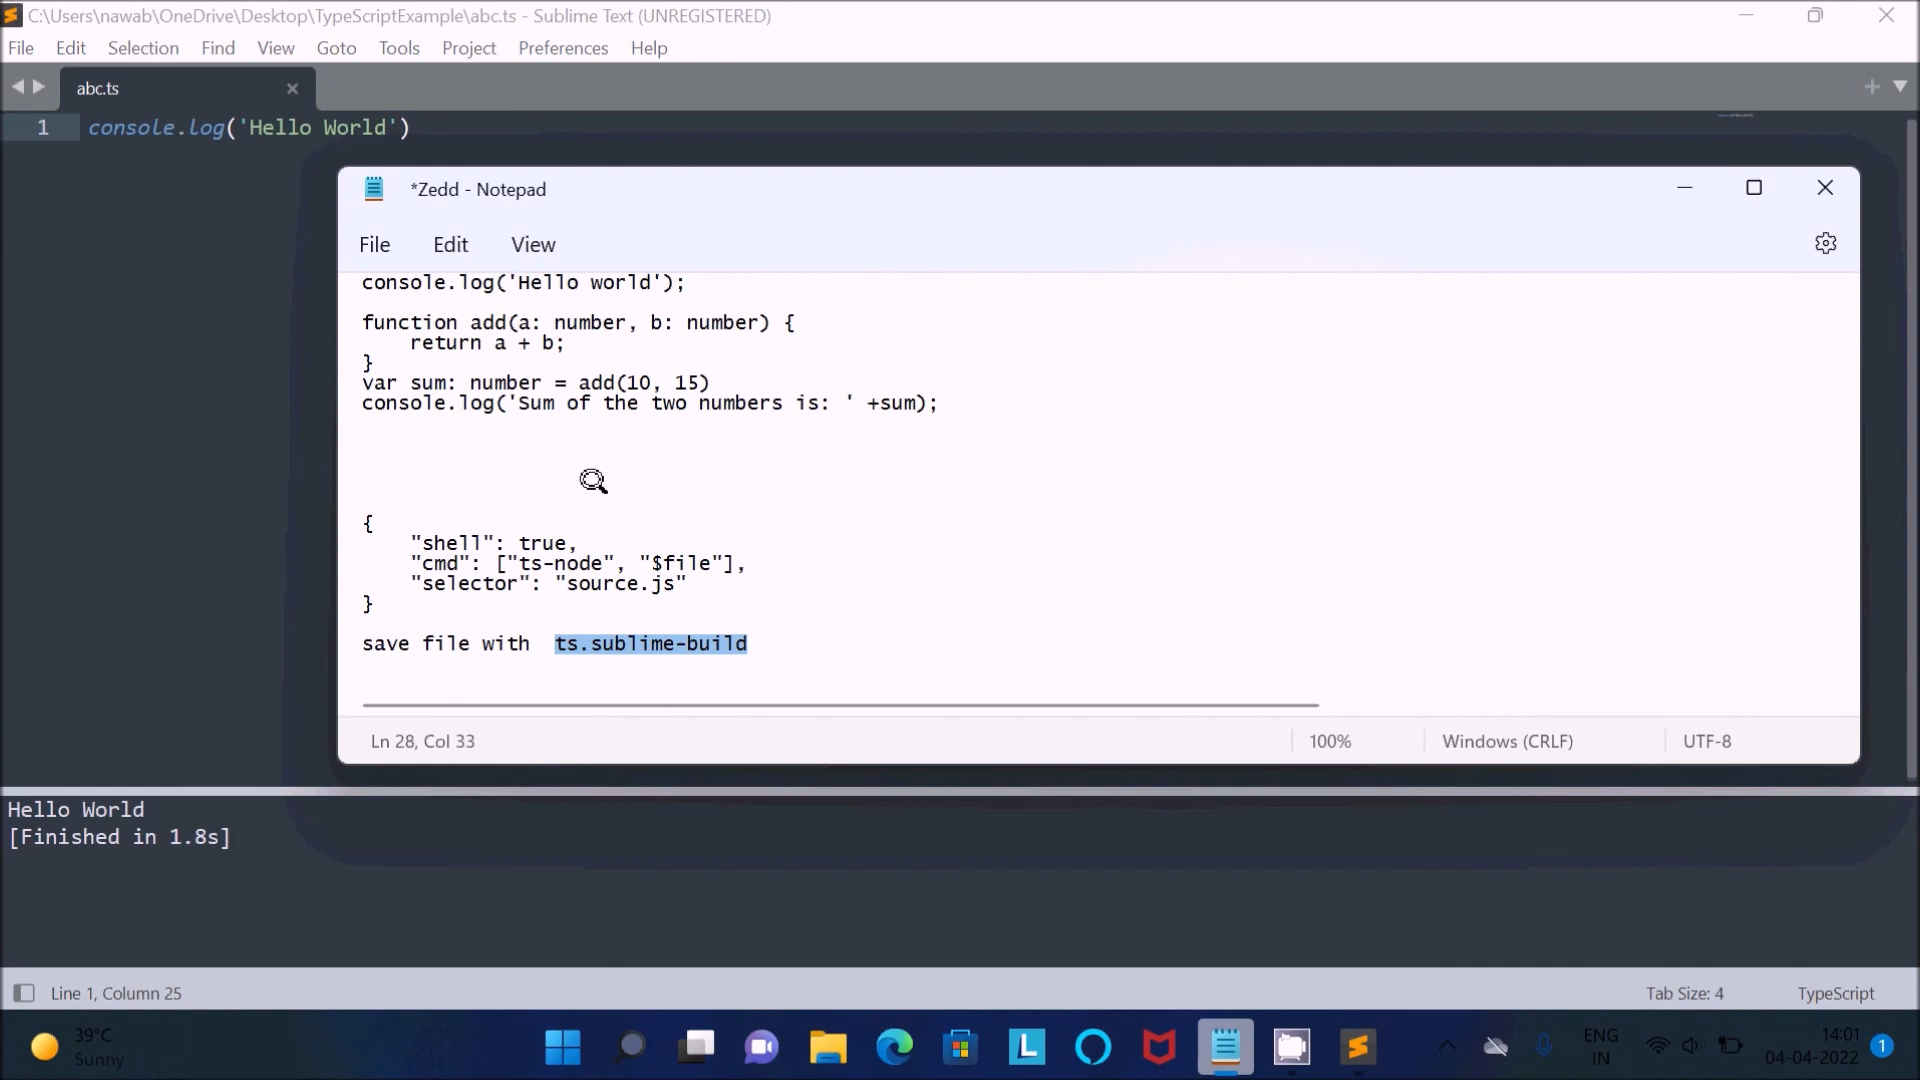 C:\Users\nawab\OneDrive\Desktop\TypeScriptExample\abc.ts - Sublime Text (UNREGISTERED)
File Edit Selection Find View Goto Tools Project Preferences Help
abc.ts
1 console.log('Hello World')
*Zedd - Notepad
File Edit View
console.log('Hello world');
function add(a: number, b: number) {
    return a + b;
}
var sum: number = add(10, 15)
console.log('Sum of the two numbers is: ' +sum);
{
    "shell": true,
    "cmd": ["ts-node", "$file"],
    "selector": "source.js"
}
save file with  ts.sublime-build
Ln 28, Col 33 100% Windows (CRLF) UTF-8
Hello World
[Finished in 1.8s]
Line 1, Column 25 Tab Size: 4 TypeScript
39°C
Sunny
ENG
IN
14:01
04-04-2022
1